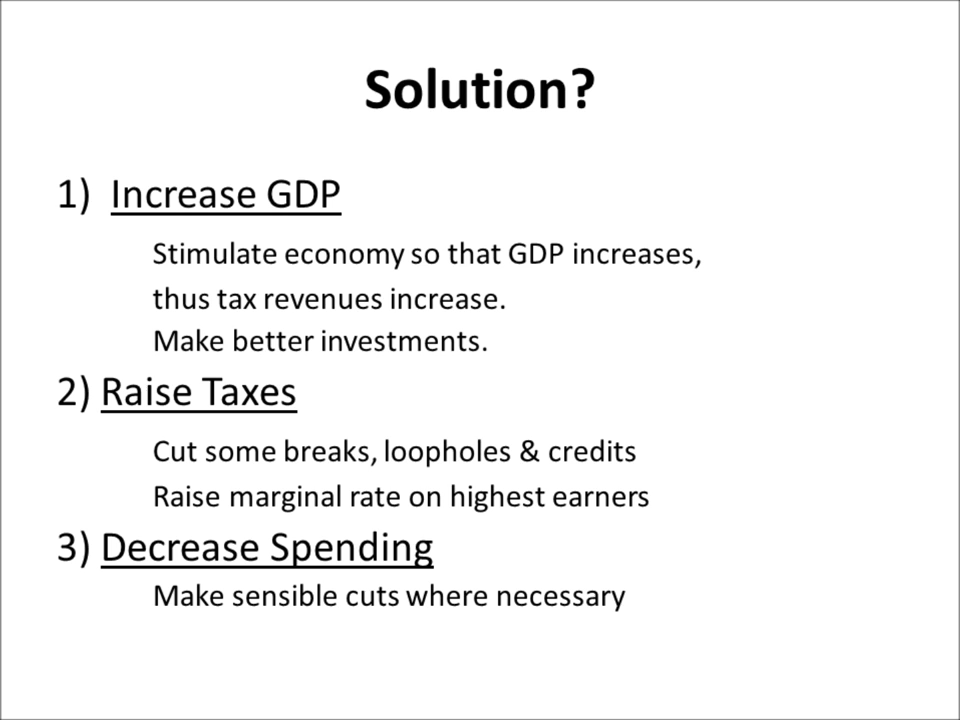 Solution?
1) Increase GDP
Stimulate economy so that GDP increases,
thus tax revenues increase.
Make better investments.
2) Raise Taxes
Cut some breaks, loopholes & credits
Raise marginal rate on highest earners
3) Decrease Spending
Make sensible cuts where necessary